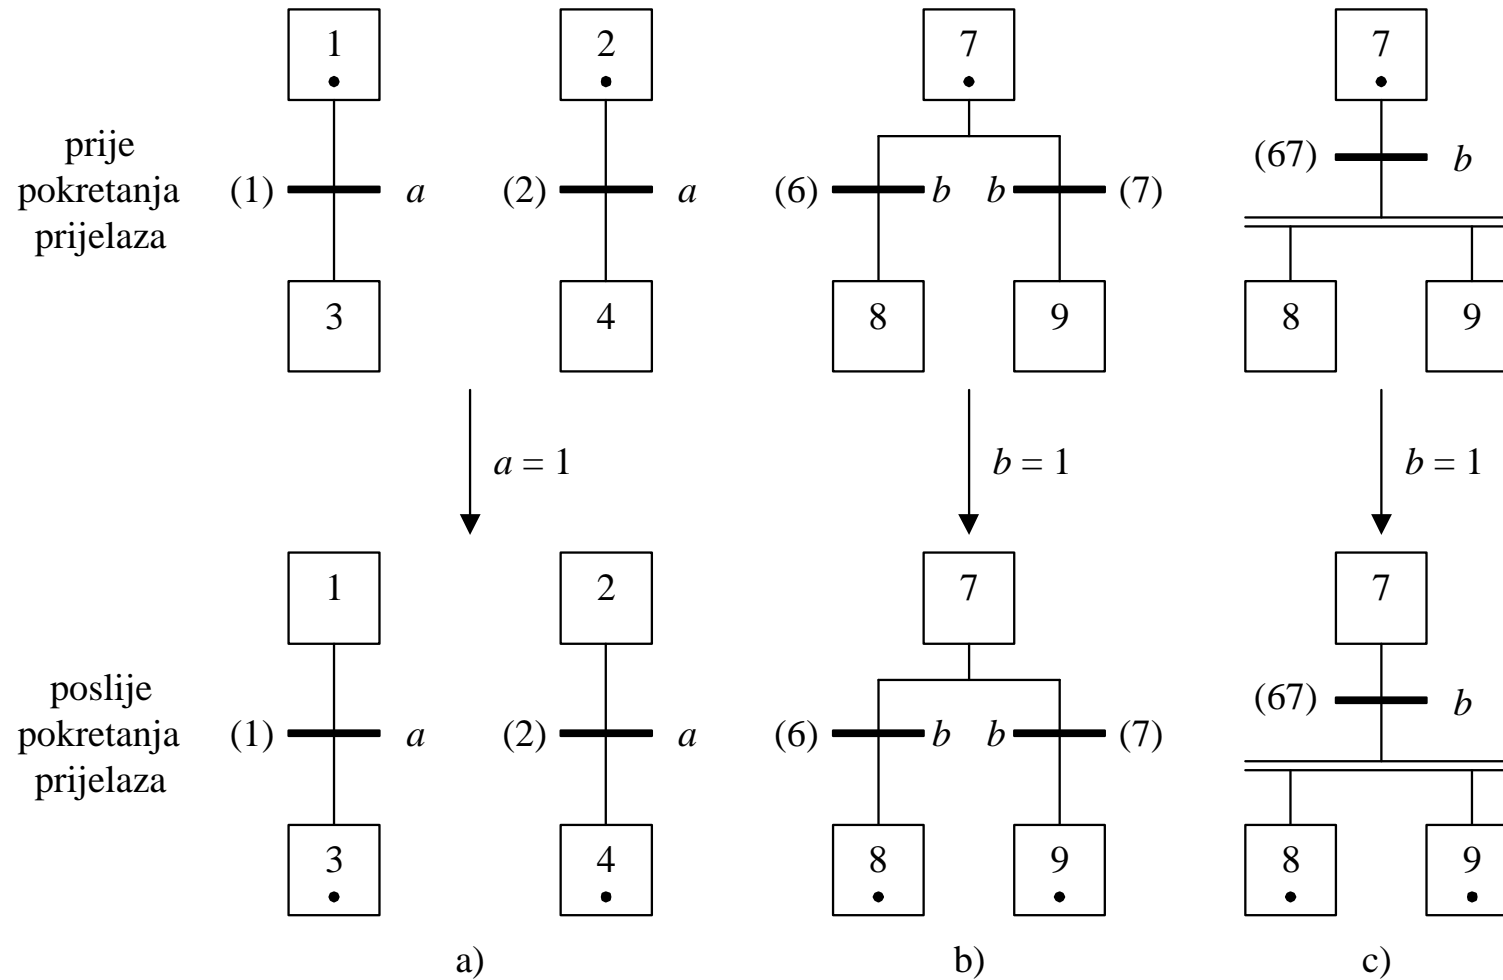 1 2 7 7
prije
pokretanja
prijelaza
(1) a (2) a (6) b b (7) (67) b
3 4 8 9 8 9
a = 1 b = 1 b = 1
1 2 7 7
poslije
pokretanja
prijelaza
(1) a (2) a (6) b b (7) (67) b
3 4 8 9 8 9
a) b) c)